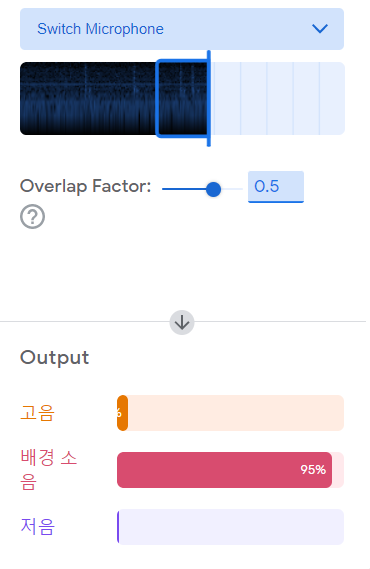 Switch Microphone
Overlap Factor:
0.5
Output
고음
%
배경 소
음
95%
저음